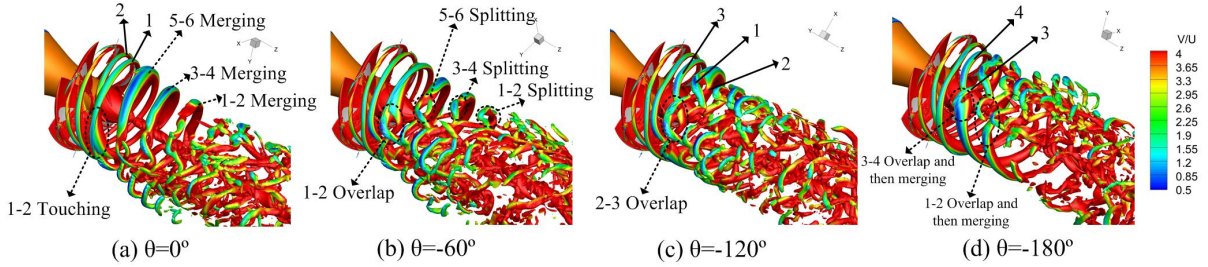 2
1
5-6 Merging
3-4 Merging
1-2 Merging
1-2 Touching
X
Z
Y
(a) θ=0º
5-6 Splitting
3-4 Splitting
1-2 Splitting
1-2 Overlap
X
Y
Z
(b) θ=-60º
3
1
2
2-3 Overlap
X
Y
Z
(c) θ=-120º
4
3
3-4 Overlap and
then merging
1-2 Overlap and
then merging
Y
X
Z
(d) θ=-180º
V/U
4
3.65
3.3
2.95
2.6
2.25
1.9
1.55
1.2
0.85
0.5